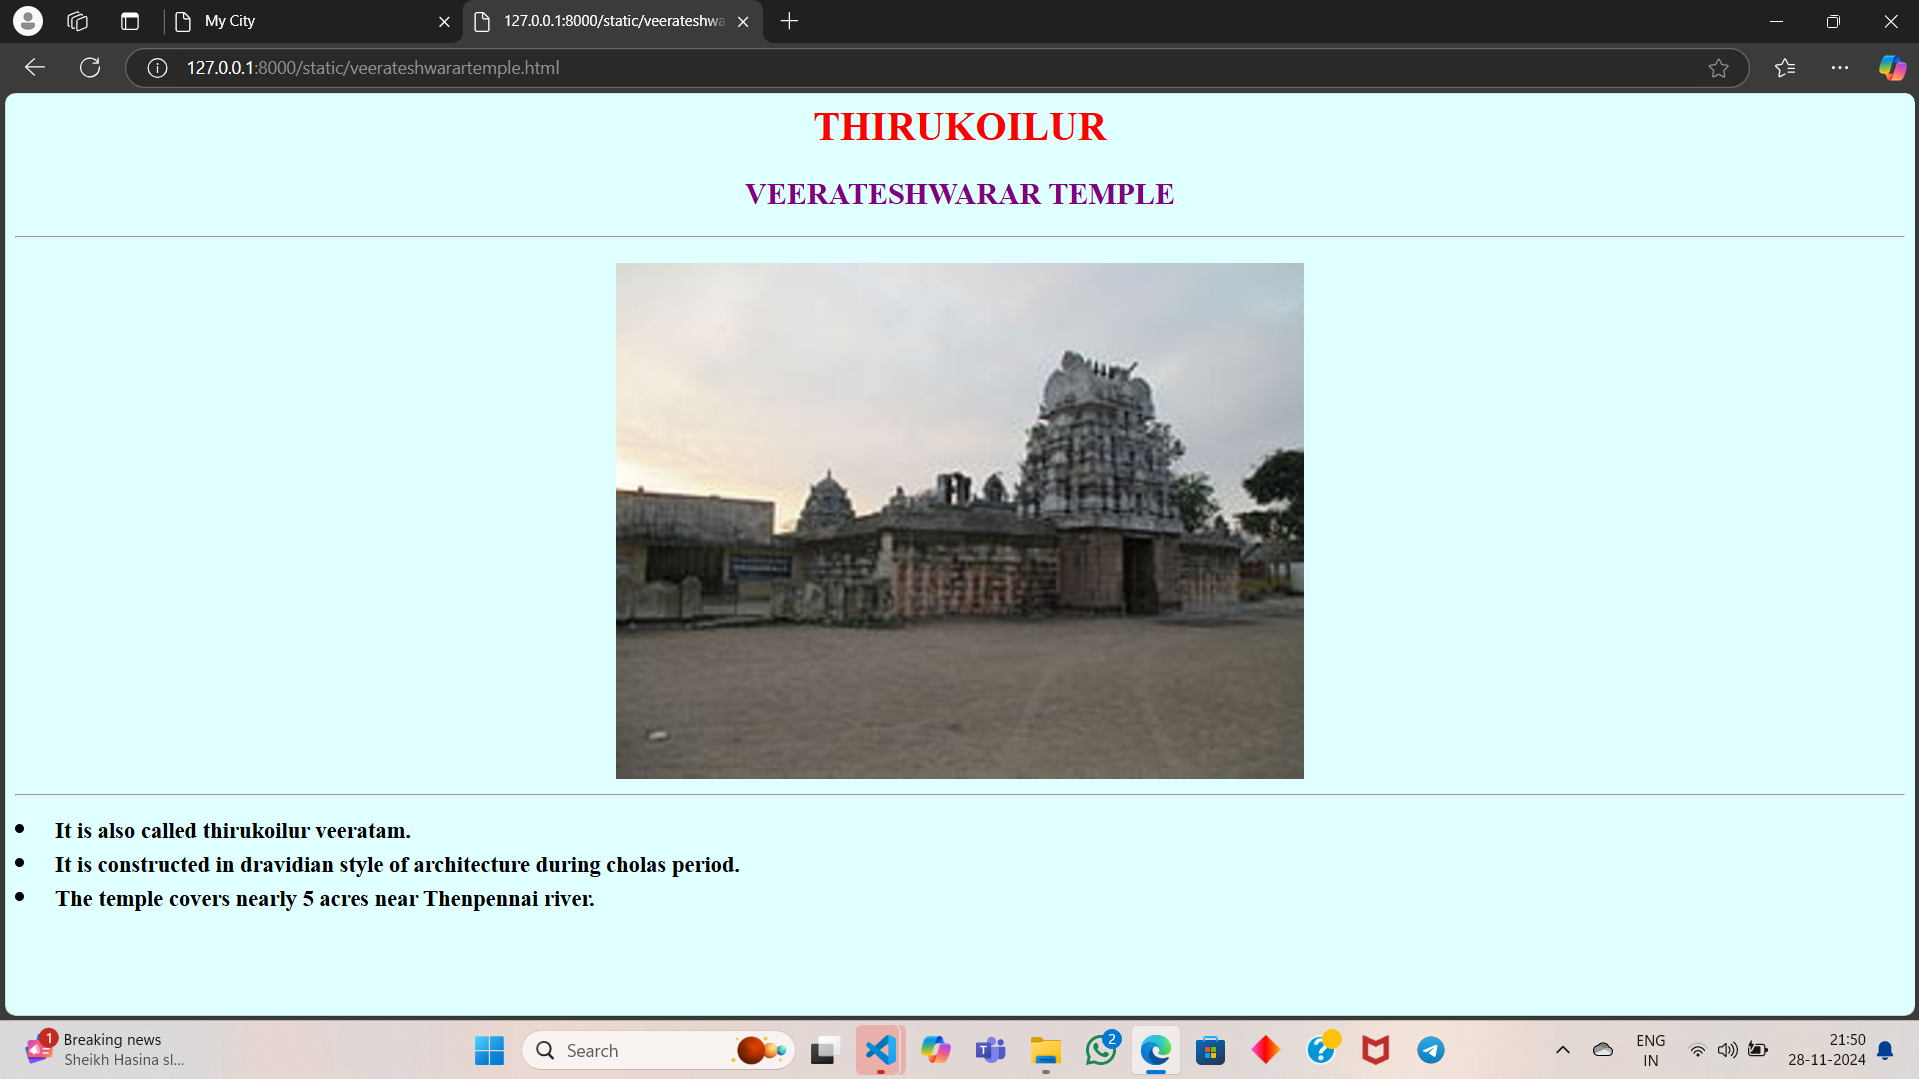 My City
127.0.0.1:8000/static/veerateshwa
127.0.0.1:8000/static/veerateshwarartemple.html
THIRUKOILUR
VEERATESHWARAR TEMPLE
It is also called thirukoilur veeratam.
It is constructed in dravidian style of architecture during cholas period.
The temple covers nearly 5 acres near Thenpennai river.
1
Breaking news
Sheikh Hasina sl...
Search
2
ENG
IN
21:50
28-11-2024